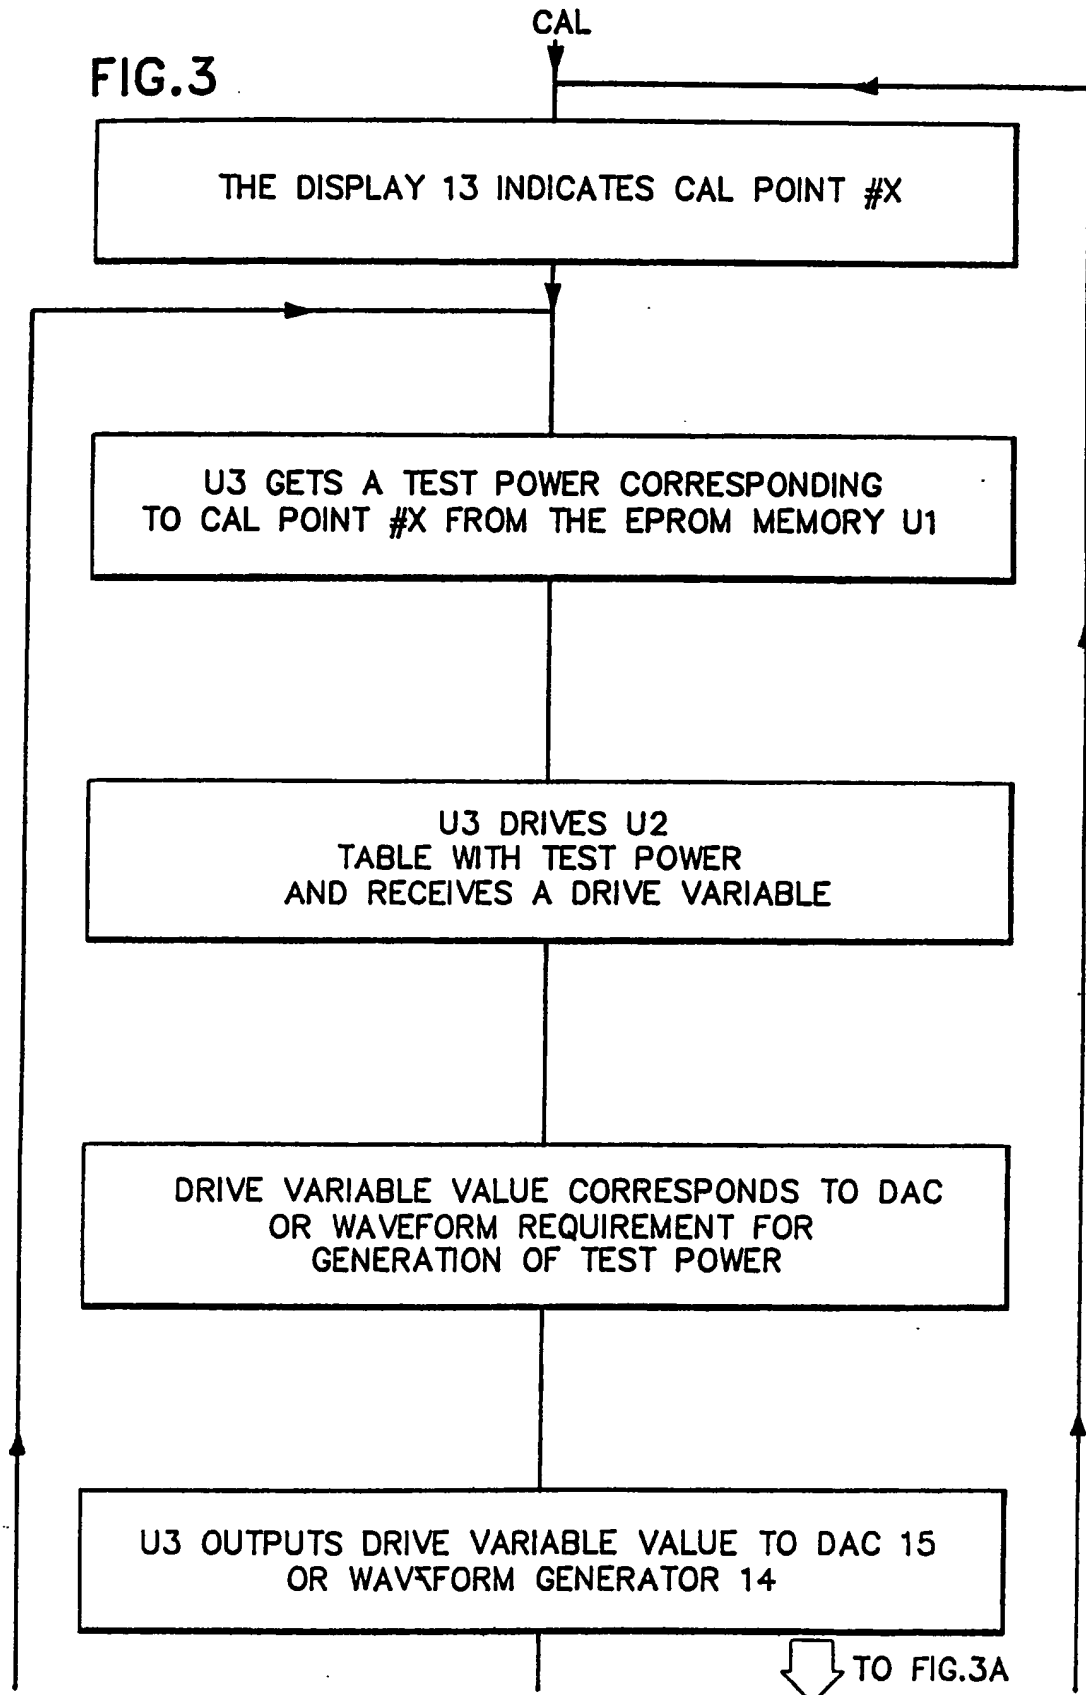 CAL
FIG.3
THE DISPLAY 13 INDICATES CAL POINT #X
U3 GETS A TEST POWER CORRESPONDING
TO CAL POINT #X FROM THE EPROM MEMORY U1
U3 DRIVES U2
TABLE WITH TEST POWER
AND RECEIVES A DRIVE VARIABLE
DRIVE VARIABLE VALUE CORRESPONDS TO DAC
OR WAVEFORM REQUIREMENT FOR
GENERATION OF TEST POWER
U3 OUTPUTS DRIVE VARIABLE VALUE TO DAC 15
OR WAVEFORM GENERATOR 14
TO FIG.3A